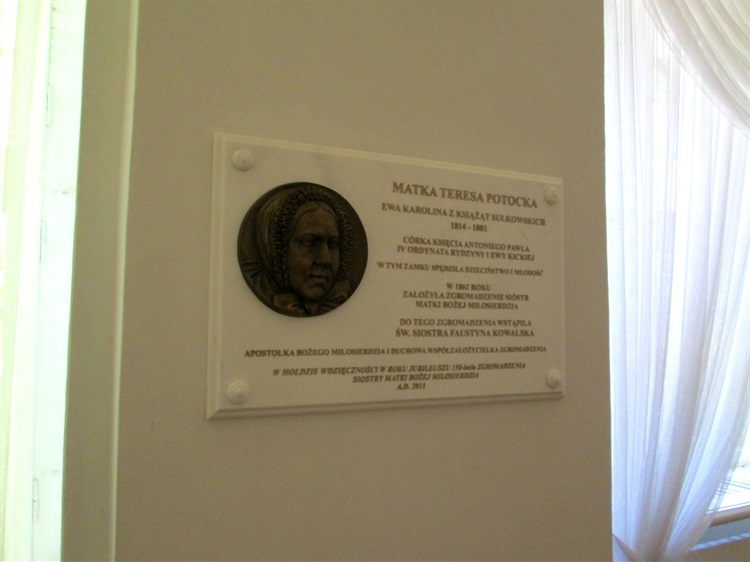 MATKA TERESA POTOCKA
EWA KAROLINA Z KSIĄŻĄT SUŁKOWSKICH
1814 - 1881
CÓRKA KSIĘCIA ANTONIEGO PAWŁA
IV ORDYNATA RYDZYNY I EWY KICKIEJ
W TYM ZAMKU SPĘDZIŁA DZIECIŃSTWO I MŁODOŚĆ
W 1862 ROKU
ZAŁOŻYŁA ZGROMADZENIE SIÓSTR
MATKI BOŻEJ MIŁOSIERDZIA
DO TEGO ZGROMADZENIA WSTĄPIŁA
ŚW. SIOSTRA FAUSTYNA KOWALSKA
APOSTOŁKA BOŻEGO MIŁOSIERDZIA I DUCHOWA WSPÓŁZAŁOŻYCIELKA ZGROMADZENIA
W HOŁDZIE WDZIĘCZNOŚCI W ROKU JUBILEUSZU 150-lecia ZGROMADZENIA
SIOSTRY MATKI BOŻEJ MIŁOSIERDZIA
A.D. 2013